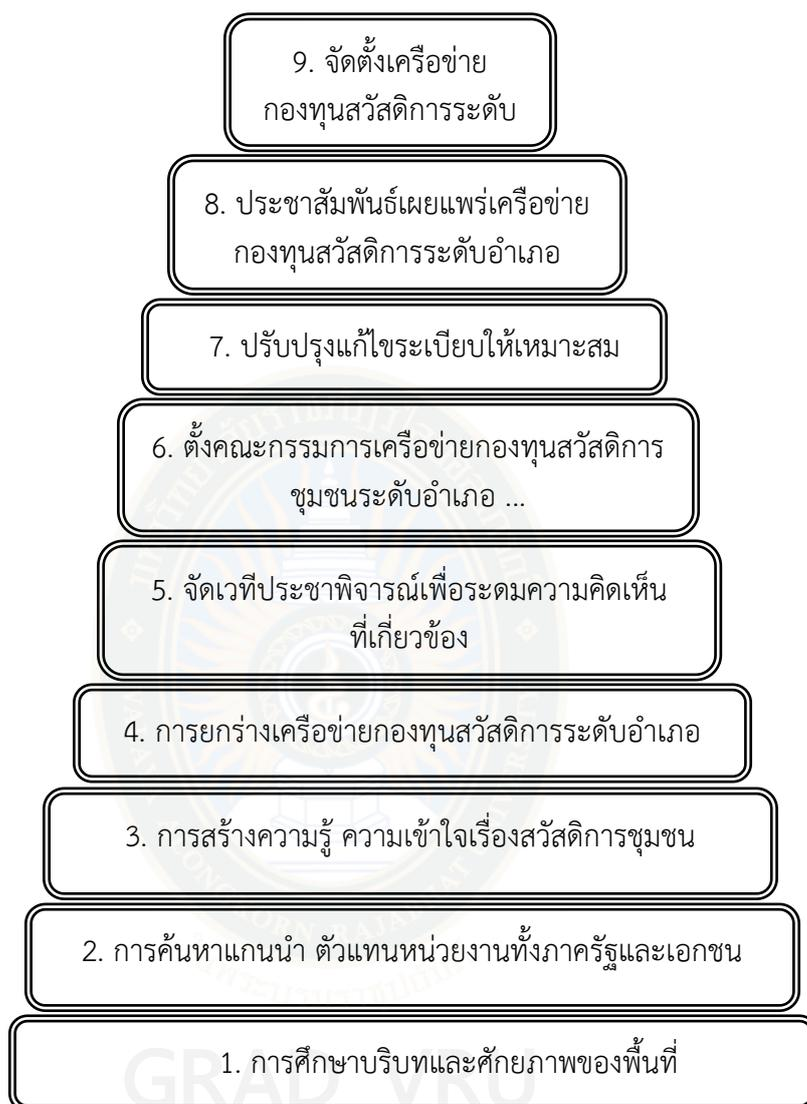 9. จัดตั้งเครือข่าย
กองทุนสวัสดิการระดับ
8. ประชาสัมพันธ์เผยแพร่เครือข่าย
กองทุนสวัสดิการระดับอำเภอ
7. ปรับปรุงแก้ไขระเบียบให้เหมาะสม
6. ตั้งคณะกรรมการเครือข่ายกองทุนสวัสดิการ
ชุมชนระดับอำเภอ ...
5. จัดเวทีประชาพิจารณ์เพื่อระดมความคิดเห็น
ที่เกี่ยวข้อง
4. การยกร่างเครือข่ายกองทุนสวัสดิการระดับอำเภอ
3. การสร้างความรู้ ความเข้าใจเรื่องสวัสดิการชุมชน
2. การค้นหาแกนนำ ตัวแทนหน่วยงานทั้งภาครัฐและเอกชน
1. การศึกษาบริบทและศักยภาพของพื้นที่
GRAD VRU